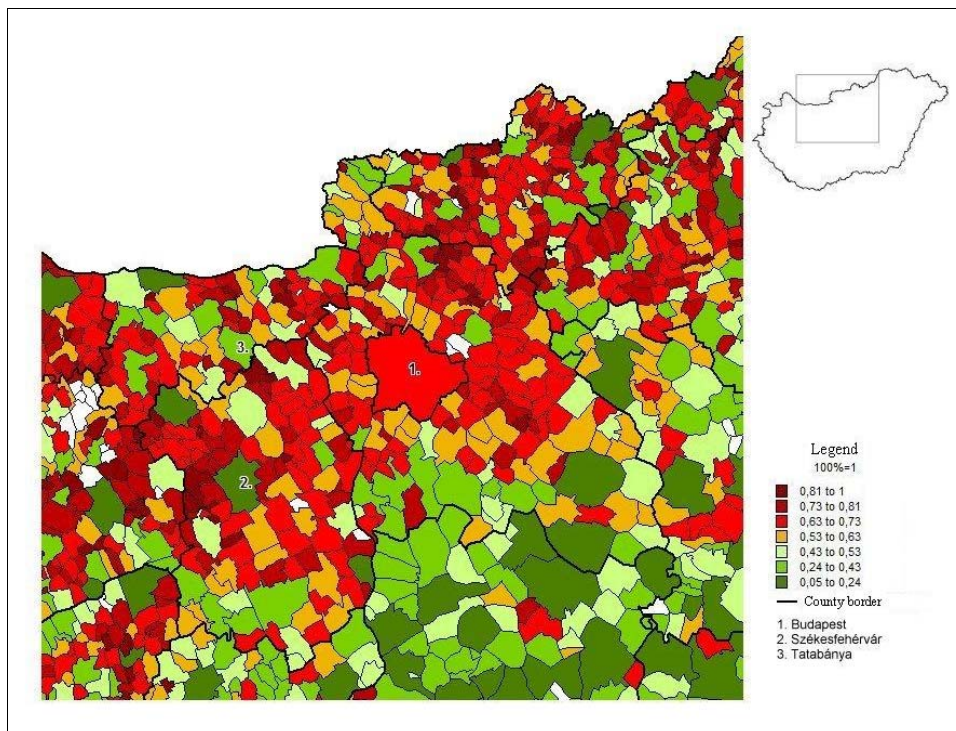 3.
1.
2.
Legend
100%=1
0,81 to 1
0,73 to 0,81
0,63 to 0,73
0,53 to 0,63
0,43 to 0,53
0,24 to 0,43
0,05 to 0,24
County border
1. Budapest
2. Székesfehérvár
3. Tatabánya